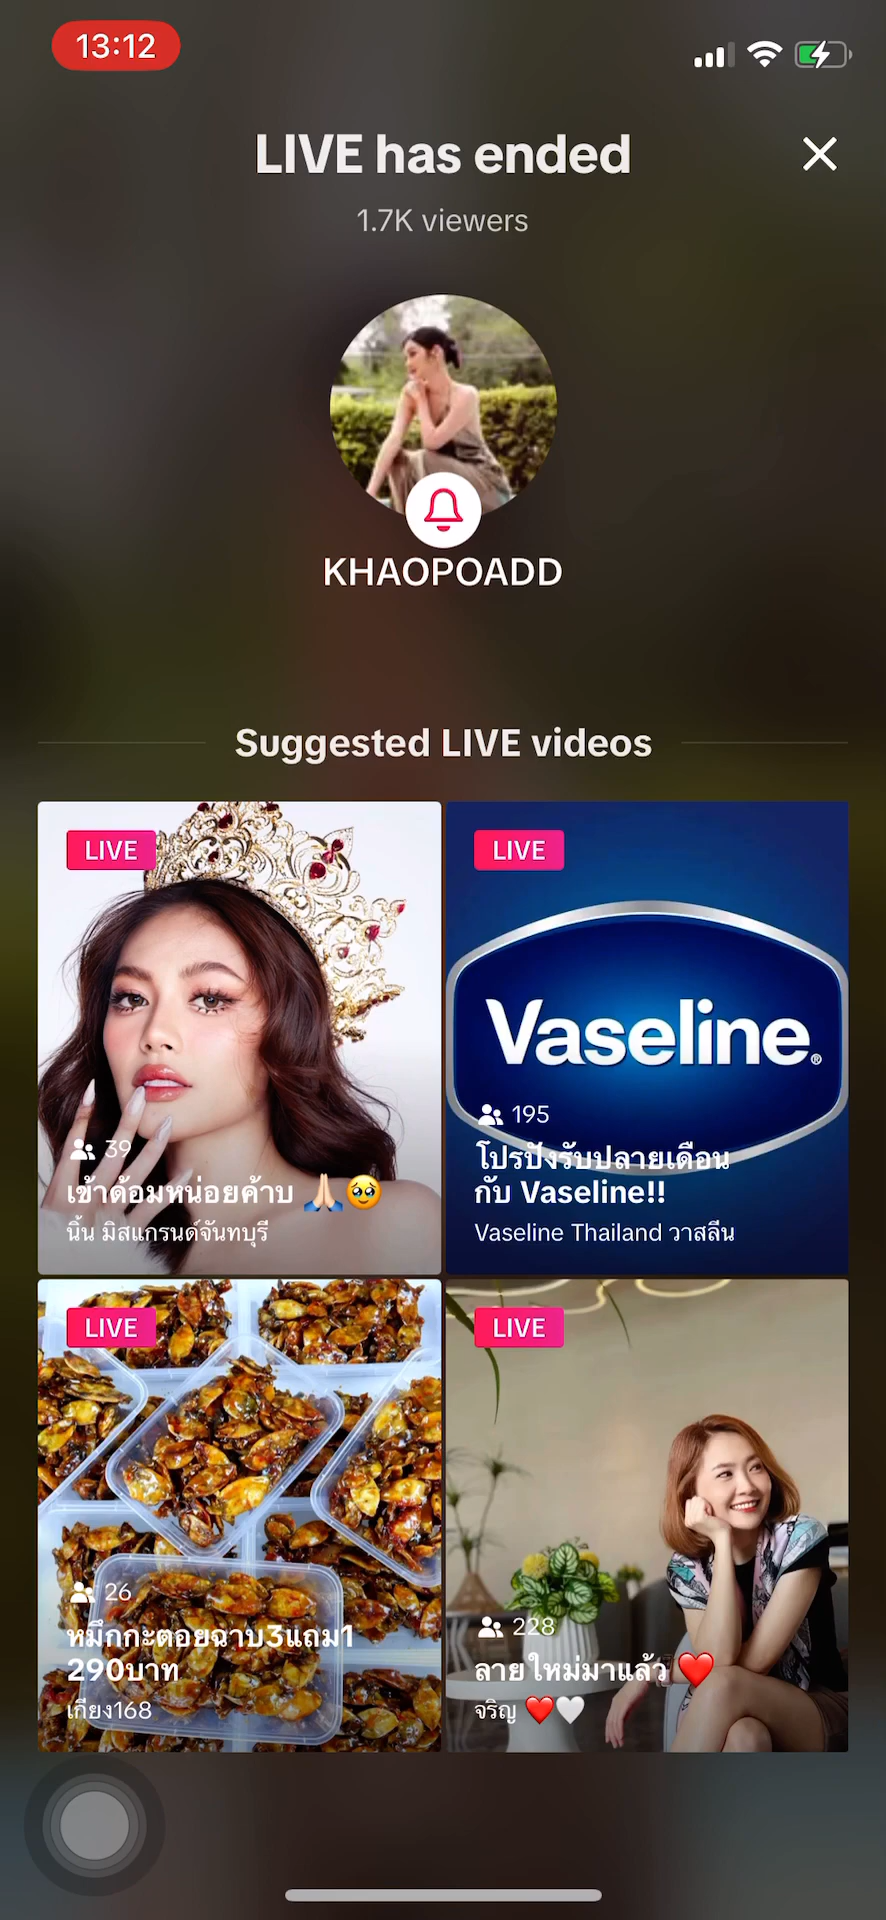 13:12
LIVE has ended
1.7K viewers
KHAOPOADD
Suggested LIVE videos
LIVE
39
เข้าด้อมหน่อยค้าบ 🙏🏻🥹
นิ้น มิสแกรนด์จันทบุรี
LIVE
Vaseline®
195
โปรปังรับปลายเดือน
กับ Vaseline!!
Vaseline Thailand วาสลีน
LIVE
26
หมึกกะตอยฉาบ3แถม1
290บาท
เกียง168
LIVE
228
ลายใหม่มาแล้ว ❤️
จริญ ❤️🤍